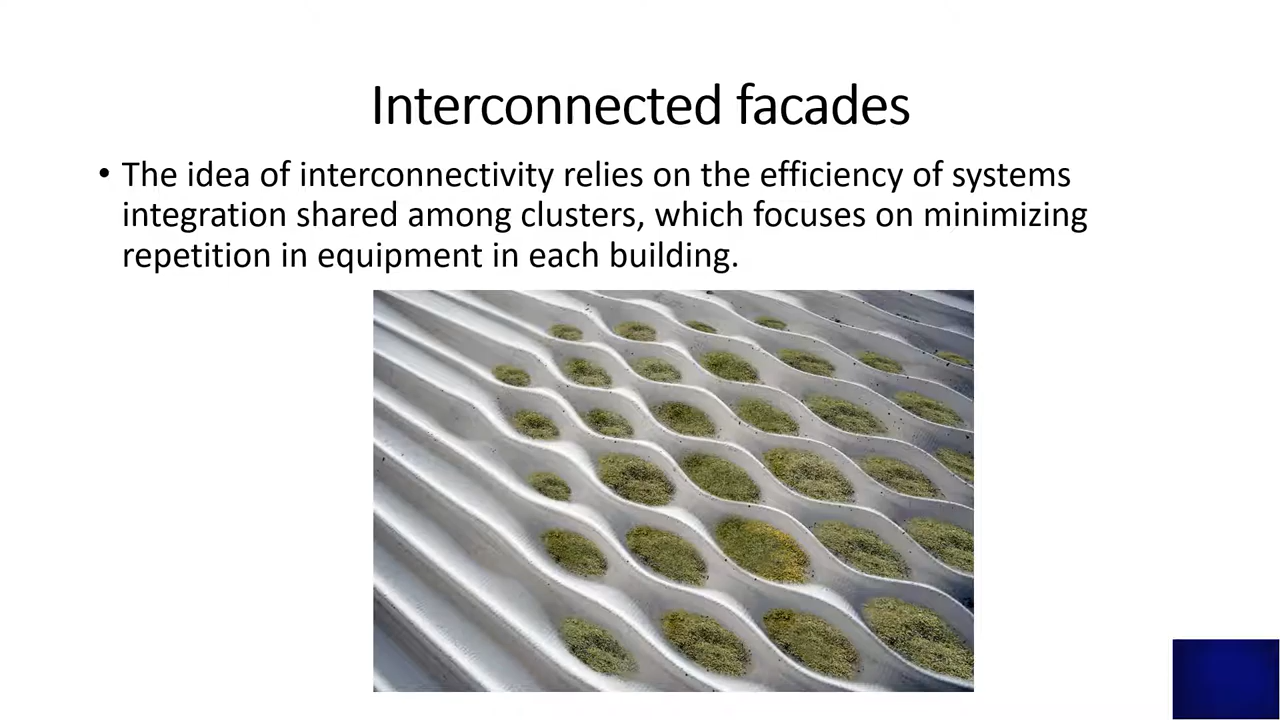 Interconnected facades
• The idea of interconnectivity relies on the efficiency of systems
integration shared among clusters, which focuses on minimizing
repetition in equipment in each building.